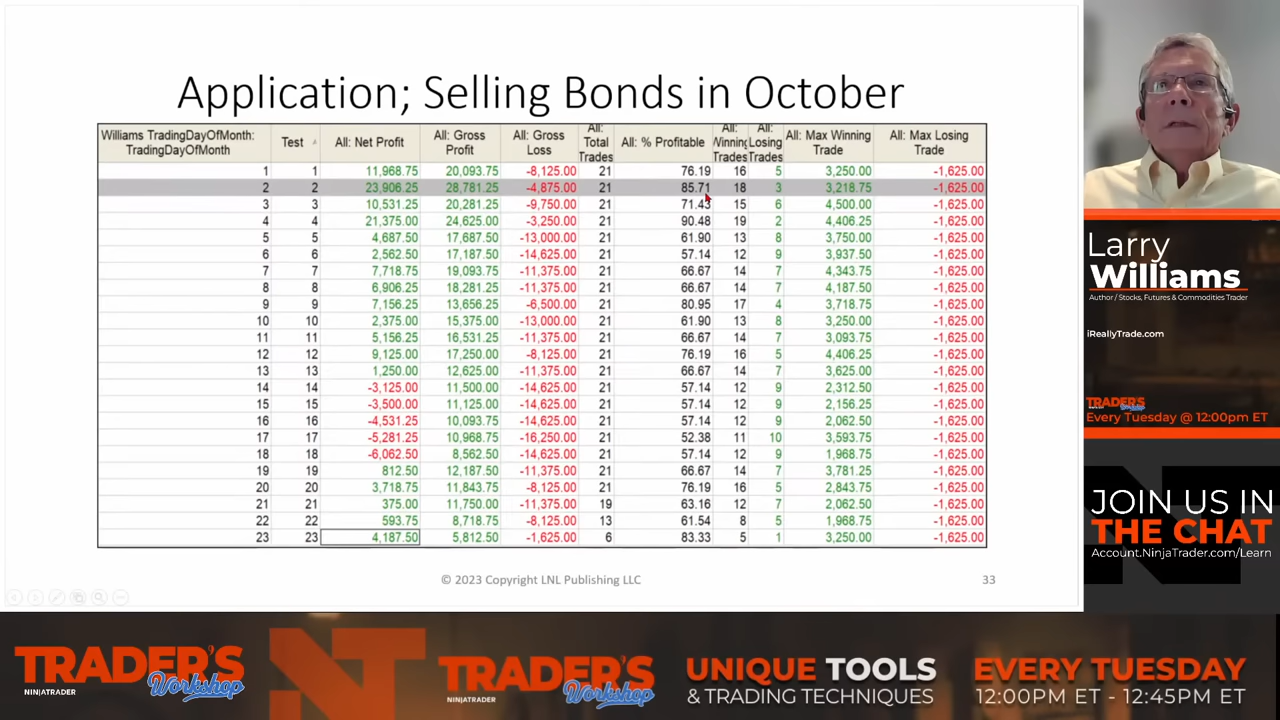 Application; Selling Bonds in October
Williams TradingDayOfMonth: TradingDayOfMonth Test All: Net Profit All: Gross Profit All: Gross Loss All: Total Trades All: % Profitable All: Winning Trades All: Losing Trades All: Max Winning Trade All: Max Losing Trade
1 1 11,968.75 20,093.75 -8,125.00 21 76.19 16 5 3,250.00 -1,625.00
2 2 23,906.25 28,781.25 -4,875.00 21 85.71 18 3 3,218.75 -1,625.00
3 3 10,531.25 20,281.25 -9,750.00 21 71.43 15 6 4,500.00 -1,625.00
4 4 21,375.00 24,625.00 -3,250.00 21 90.48 19 2 4,406.25 -1,625.00
5 5 4,687.50 17,687.50 -13,000.00 21 61.90 13 8 3,750.00 -1,625.00
6 6 2,562.50 17,187.50 -14,625.00 21 57.14 12 9 3,937.50 -1,625.00
7 7 7,718.75 19,093.75 -11,375.00 21 66.67 14 7 4,343.75 -1,625.00
8 8 6,906.25 18,281.25 -11,375.00 21 66.67 14 7 4,187.50 -1,625.00
9 9 7,156.25 13,656.25 -6,500.00 21 80.95 17 4 3,718.75 -1,625.00
10 10 2,375.00 15,375.00 -13,000.00 21 61.90 13 8 3,250.00 -1,625.00
11 11 5,156.25 16,531.25 -11,375.00 21 66.67 14 7 3,093.75 -1,625.00
12 12 9,125.00 17,250.00 -8,125.00 21 76.19 16 5 4,406.25 -1,625.00
13 13 1,250.00 12,625.00 -11,375.00 21 66.67 14 7 3,625.00 -1,625.00
14 14 -3,125.00 11,500.00 -14,625.00 21 57.14 12 9 2,312.50 -1,625.00
15 15 -3,500.00 11,125.00 -14,625.00 21 57.14 12 9 2,156.25 -1,625.00
16 16 -4,531.25 10,093.75 -14,625.00 21 57.14 12 9 2,062.50 -1,625.00
17 17 -5,281.25 10,968.75 -16,250.00 21 52.38 11 10 3,593.75 -1,625.00
18 18 -6,062.50 8,562.50 -14,625.00 21 57.14 12 9 1,968.75 -1,625.00
19 19 812.50 12,187.50 -11,375.00 21 66.67 14 7 3,781.25 -1,625.00
20 20 3,718.75 11,843.75 -8,125.00 21 76.19 16 5 2,843.75 -1,625.00
21 21 375.00 11,750.00 -11,375.00 19 63.16 12 7 2,062.50 -1,625.00
22 22 593.75 8,718.75 -8,125.00 13 61.54 8 5 1,968.75 -1,625.00
23 23 4,187.50 5,812.50 -1,625.00 6 83.33 5 1 3,250.00 -1,625.00
© 2023 Copyright LNL Publishing LLC 33
Larry
Williams
Author / Stocks, Futures & Commodities Trader
iReallyTrade.com
TRADER'S
Workshop
Every Tuesday @ 12:00pm ET
JOIN US IN
THE CHAT
Account.NinjaTrader.com/Learn
TRADER'S
NINJATRADER Workshop
TRADER'S
NINJATRADER Workshop
UNIQUE TOOLS
& TRADING TECHNIQUES
EVERY TUESDAY
12:00PM ET - 12:45PM ET